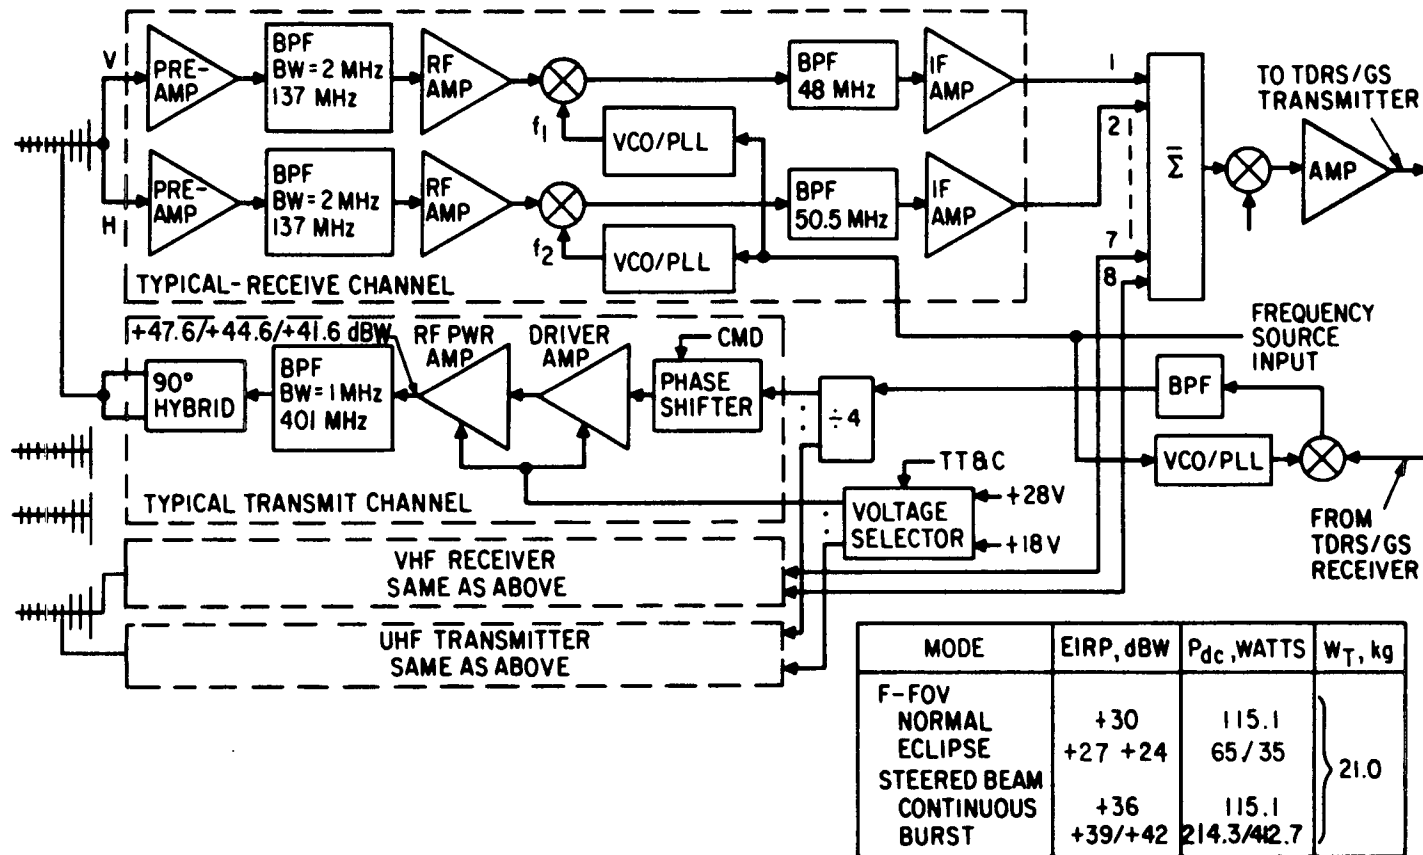 V
PRE-
AMP
BPF
BW=2 MHz
137 MHz
RF
AMP
f1
VCO/PLL
BPF
48 MHz
IF
AMP
1
2
H
PRE-
AMP
BPF
BW=2 MHz
137 MHz
RF
AMP
f2
VCO/PLL
BPF
50.5 MHz
IF
AMP
7
8
TYPICAL-RECEIVE CHANNEL
Σ
AMP
TO TDRS/GS
TRANSMITTER
FREQUENCY
SOURCE
INPUT
+47.6/+44.6/+41.6 dBW
90°
HYBRID
BPF
BW=1 MHz
401 MHz
RF PWR
AMP
DRIVER
AMP
CMD
PHASE
SHIFTER
÷4
BPF
VCO/PLL
FROM
TDRS/GS
RECEIVER
TYPICAL TRANSMIT CHANNEL
TT&C
VOLTAGE
SELECTOR
+28V
+18V
VHF RECEIVER
SAME AS ABOVE
UHF TRANSMITTER
SAME AS ABOVE
MODE EIRP, dBW Pdc, WATTS WT, kg
F-FOV
NORMAL +30 115.1
ECLIPSE +27 +24 65/35
21.0
STEERED BEAM
CONTINUOUS +36 115.1
BURST +39/+42 214.3/412.7